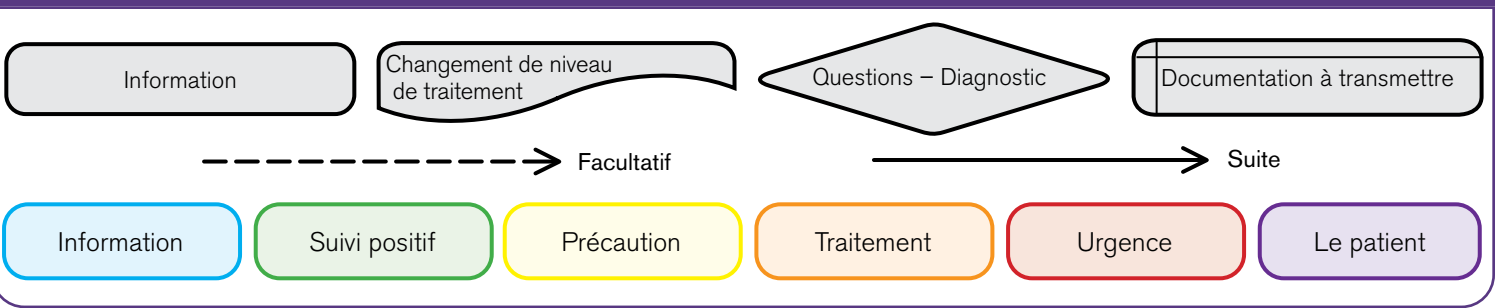 Information
Changement de niveau
de traitement
Questions – Diagnostic
Documentation à transmettre
Facultatif
Suite
Information
Suivi positif
Précaution
Traitement
Urgence
Le patient